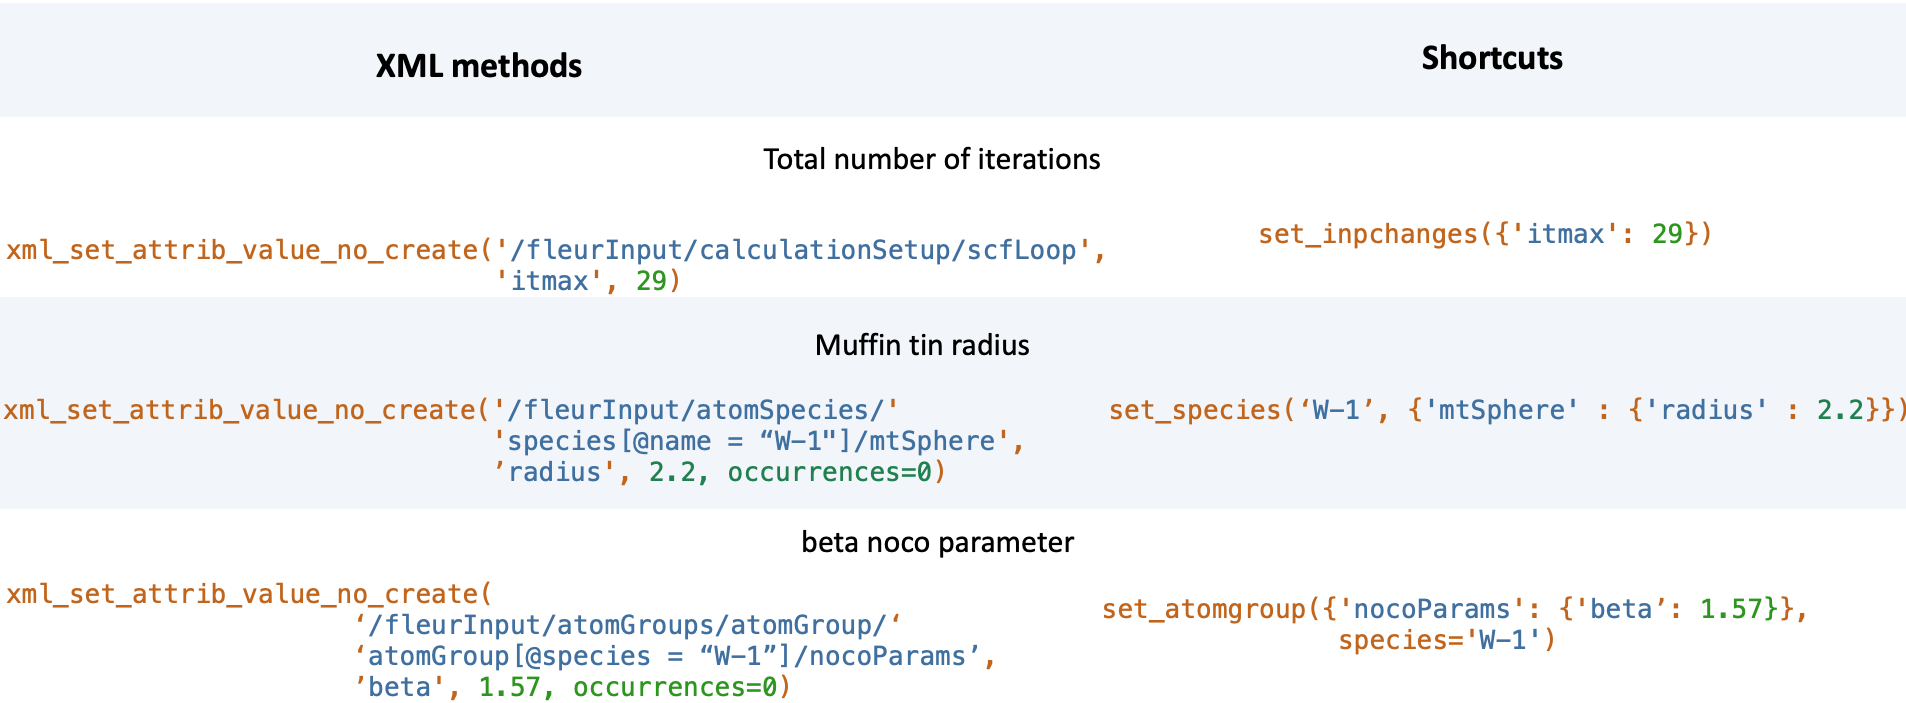 XML methods
Shortcuts
Total number of iterations
xml_set_attrib_value_no_create('/fleurInput/calculationSetup/scfLoop',
'itmax', 29)
set_inpchanges({'itmax': 29})
Muffin tin radius
xml_set_attrib_value_no_create('/fleurInput/atomSpecies/'
'species[@name = “W-1"]/mtSphere',
’radius', 2.2, occurrences=0)
set_species(‘W-1’, {'mtSphere' : {'radius' : 2.2}})
beta noco parameter
xml_set_attrib_value_no_create(
‘/fleurInput/atomGroups/atomGroup/‘
‘atomGroup[@species = “W-1”]/nocoParams’,
’beta', 1.57, occurrences=0)
set_atomgroup({'nocoParams': {'beta’: 1.57}},
species='W-1')